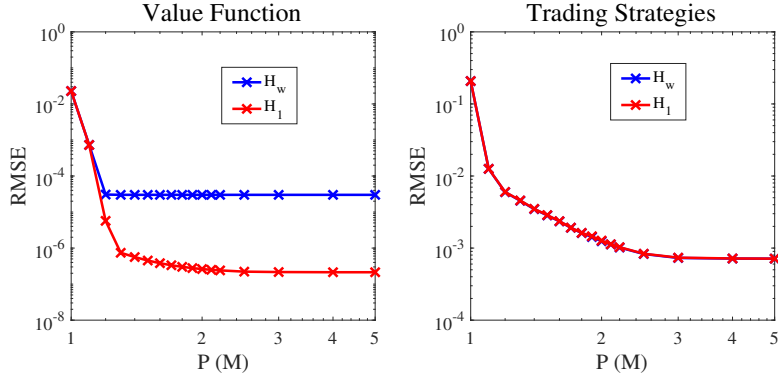 Value Function
10^0
10^-2
10^-4
10^-6
10^-8
RMSE
H_w
H_1
1
2
3
4
5
P (M)
Trading Strategies
10^0
10^-1
10^-2
10^-3
10^-4
RMSE
H_w
H_1
1
2
3
4
5
P (M)